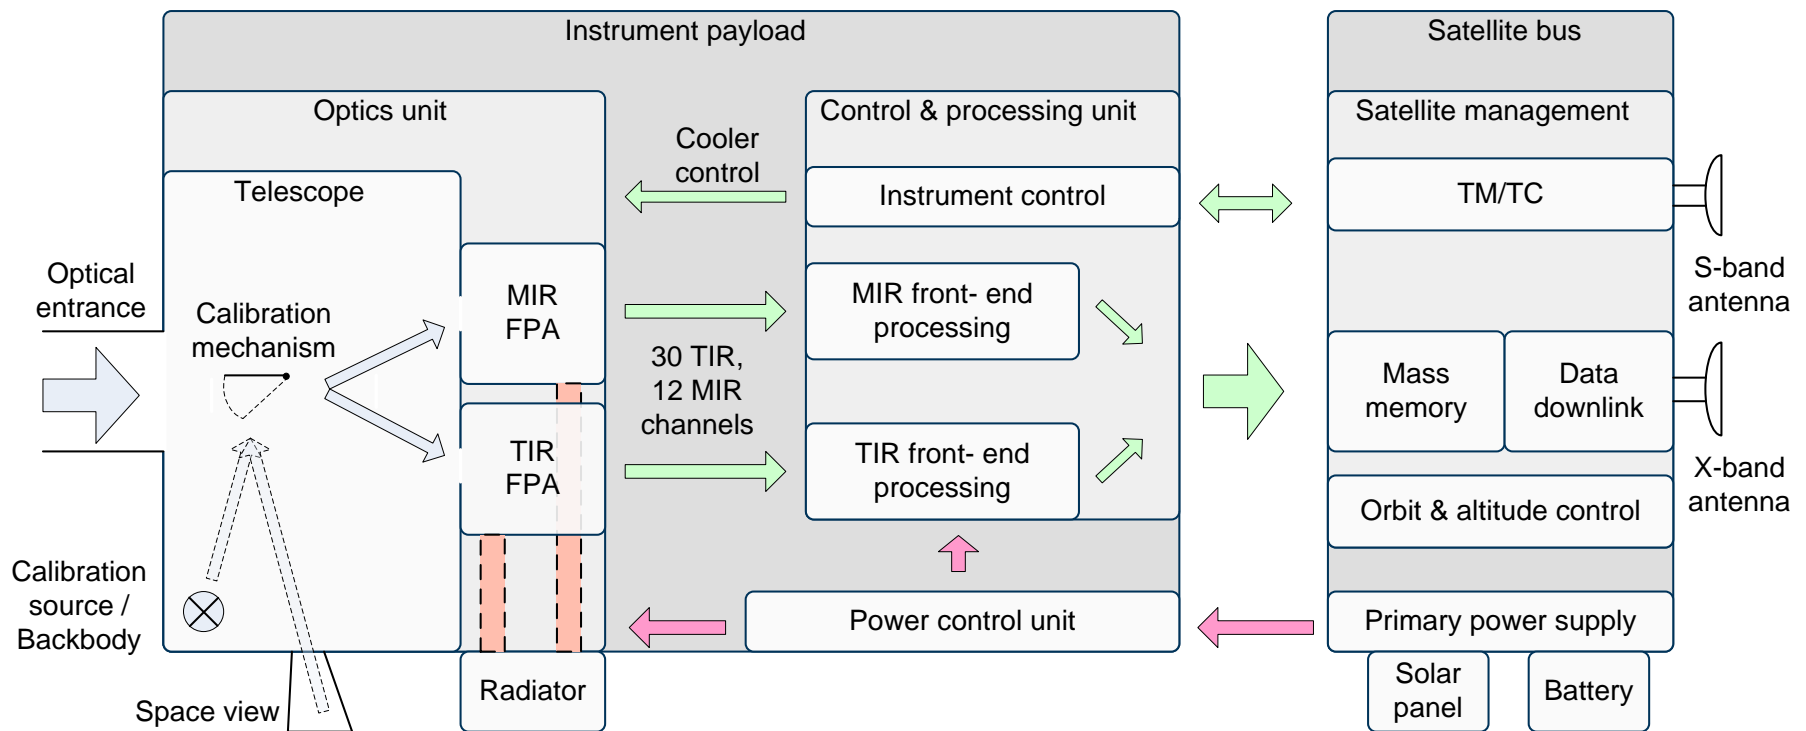 Instrument payload
Satellite bus
Optics unit
Control & processing unit
Satellite management
Cooler
control
Telescope
Instrument control
TM/TC
Optical
entrance
MIR
FPA
MIR front- end
processing
S-band
antenna
Calibration
mechanism
30 TIR,
12 MIR
channels
Mass
memory
Data
downlink
TIR
FPA
TIR front- end
processing
X-band
antenna
Orbit & altitude control
Calibration
source /
Backbody
Power control unit
Primary power supply
Radiator
Space view
Solar
panel
Battery